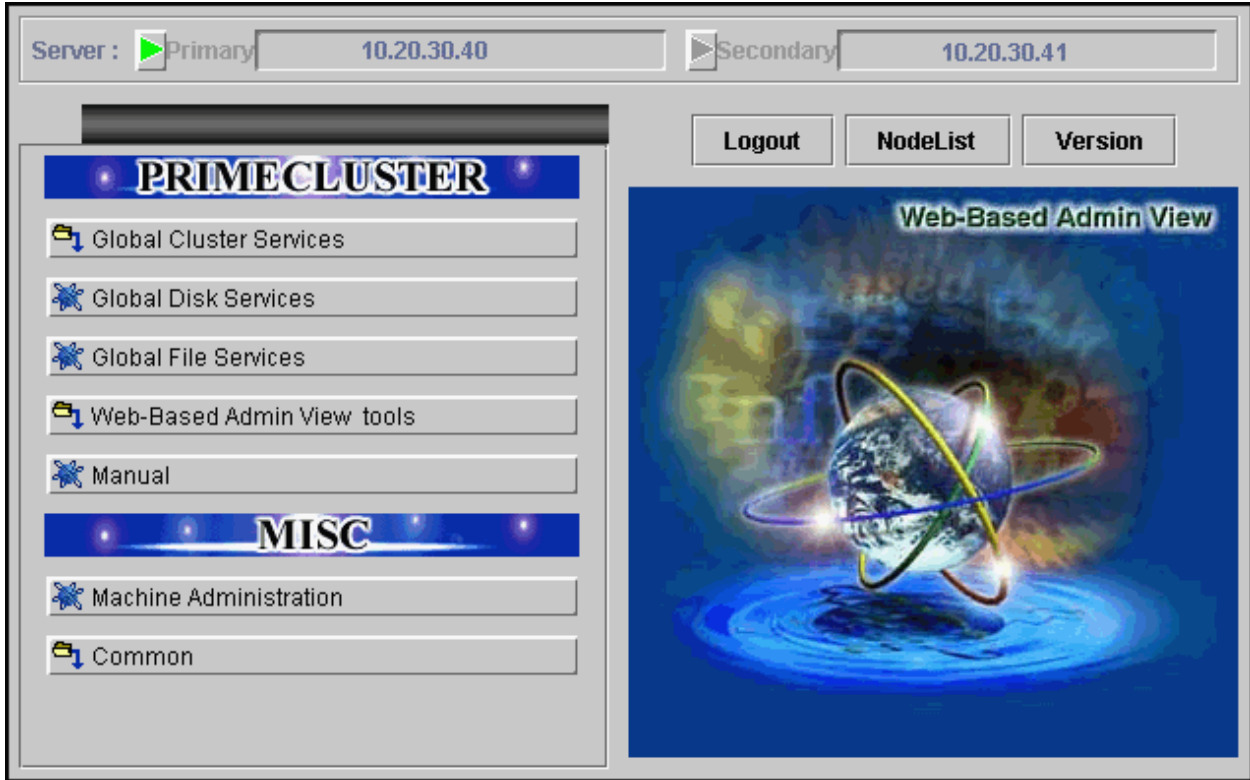 Server : Primary 10.20.30.40 Secondary 10.20.30.41
Logout NodeList Version
PRIMECLUSTER
Global Cluster Services
Global Disk Services
Global File Services
Web-Based Admin View tools
Manual
MISC
Machine Administration
Common
Web-Based Admin View